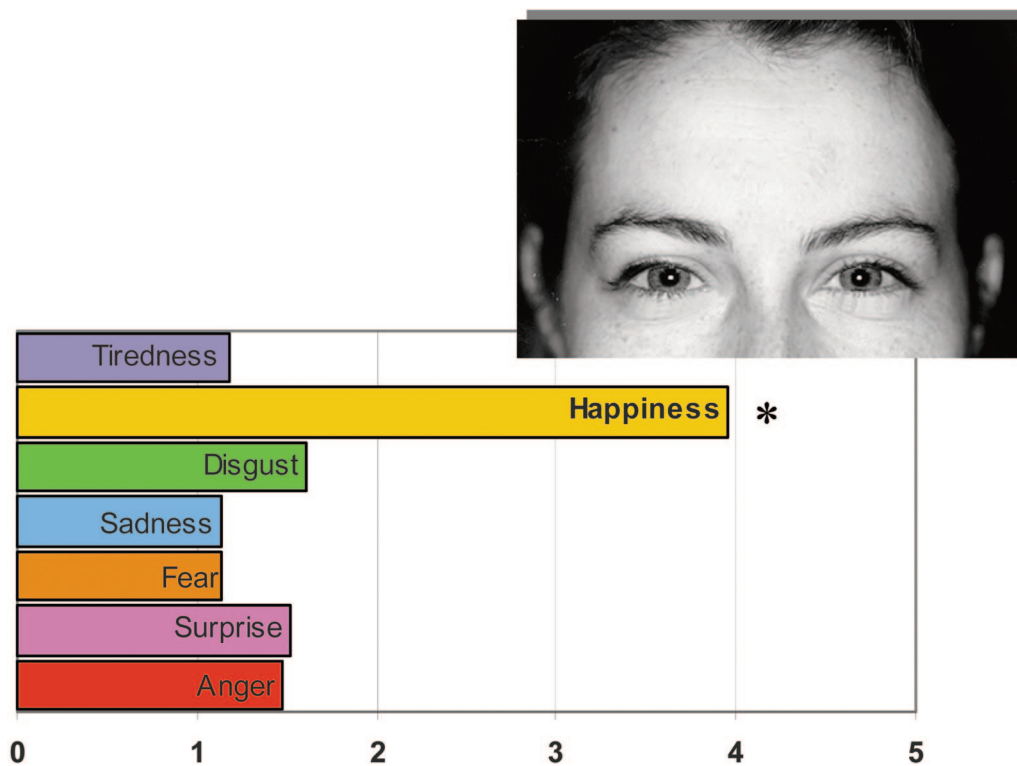 Tiredness
Happiness *
Disgust
Sadness
Fear
Surprise
Anger
0 1 2 3 4 5